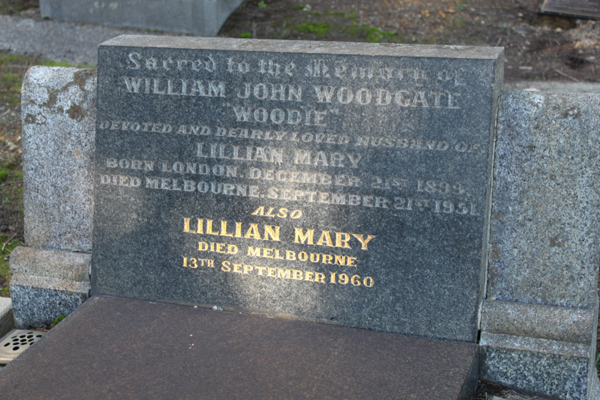 Sacred to the Memory of
WILLIAM JOHN WOODGATE
"WOODIE"
DEVOTED AND DEARLY LOVED HUSBAND OF
LILLIAN MARY
BORN LONDON, DECEMBER 21ST 1893,
DIED MELBOURNE, SEPTEMBER 21ST 1951.
ALSO
LILLIAN MARY
DIED MELBOURNE
13TH SEPTEMBER 1960